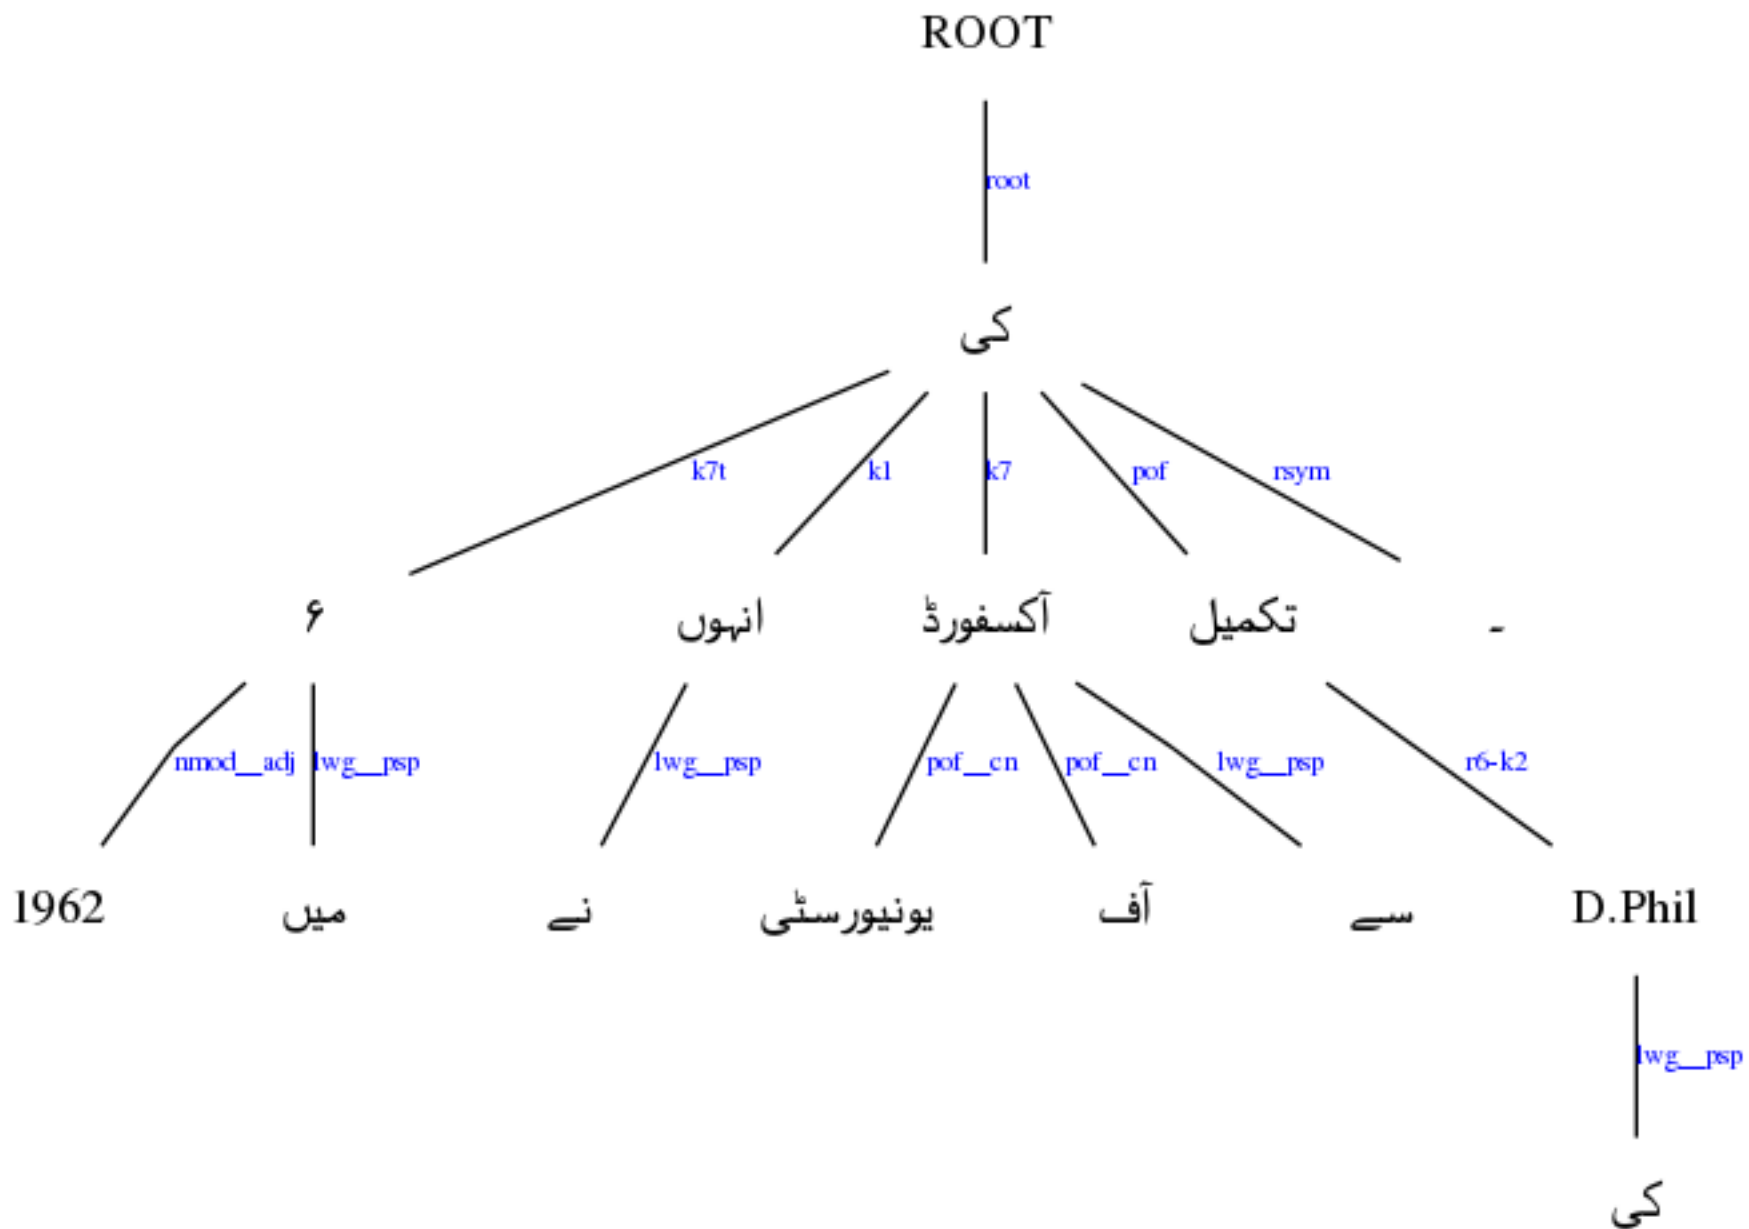 ROOT
root
کی
k7t k1 k7 pof rsym
۶ انہوں آکسفورڈ تکمیل ۔
nmod__adj lwg__psp lwg__psp pof__cn pof__cn lwg__psp r6-k2
1962 میں نے یونیورسٹی آف سے D.Phil
lwg__psp
کی